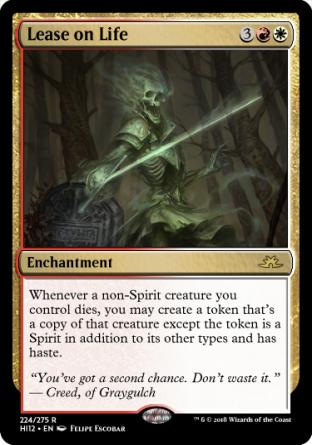 Lease on Life 3
Enchantment
Whenever a non-Spirit creature you
control dies, you may create a token that's
a copy of that creature except the token is a
Spirit in addition to its other types and has
haste.
“You've got a second chance. Don't waste it.”
— Creed, of Graygulch
224/275 R
HI12 • EN FELIPE ESCOBAR
™ & © 2018 Wizards of the Coast